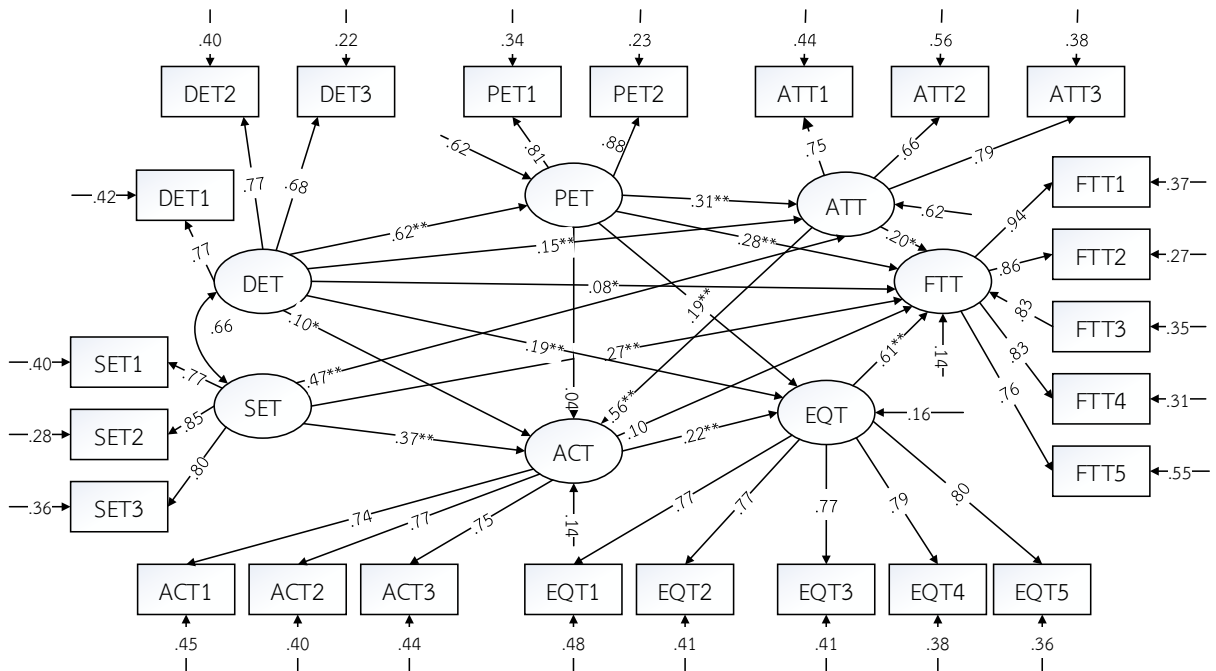 .40 .22 .34 .23 .44 .56 .38
DET2 DET3 PET1 PET2 ATT1 ATT2 ATT3
.62 .81 .88 .75 .66 .79
.42 DET1 .77 .68 FTT1 .37
.77 .77 PET .31** ATT .62 .94
.62** .15** .28** .20* FTT2 .27
.86
DET .08* FTT
.66 .10* .19** .83 FTT3 .35
.19** .27** .61** .14 .83
SET1 .40 .77 .47** .76 FTT4 .31
SET .04 .56** EQT .16
.28 SET2 .85 .37** .10 .22**
ACT FTT5 .55
.80
.36 SET3
.74 .77 .75 .14 .77 .77 .77 .79 .80
ACT1 ACT2 ACT3 EQT1 EQT2 EQT3 EQT4 EQT5
.45 .40 .44 .48 .41 .41 .38 .36